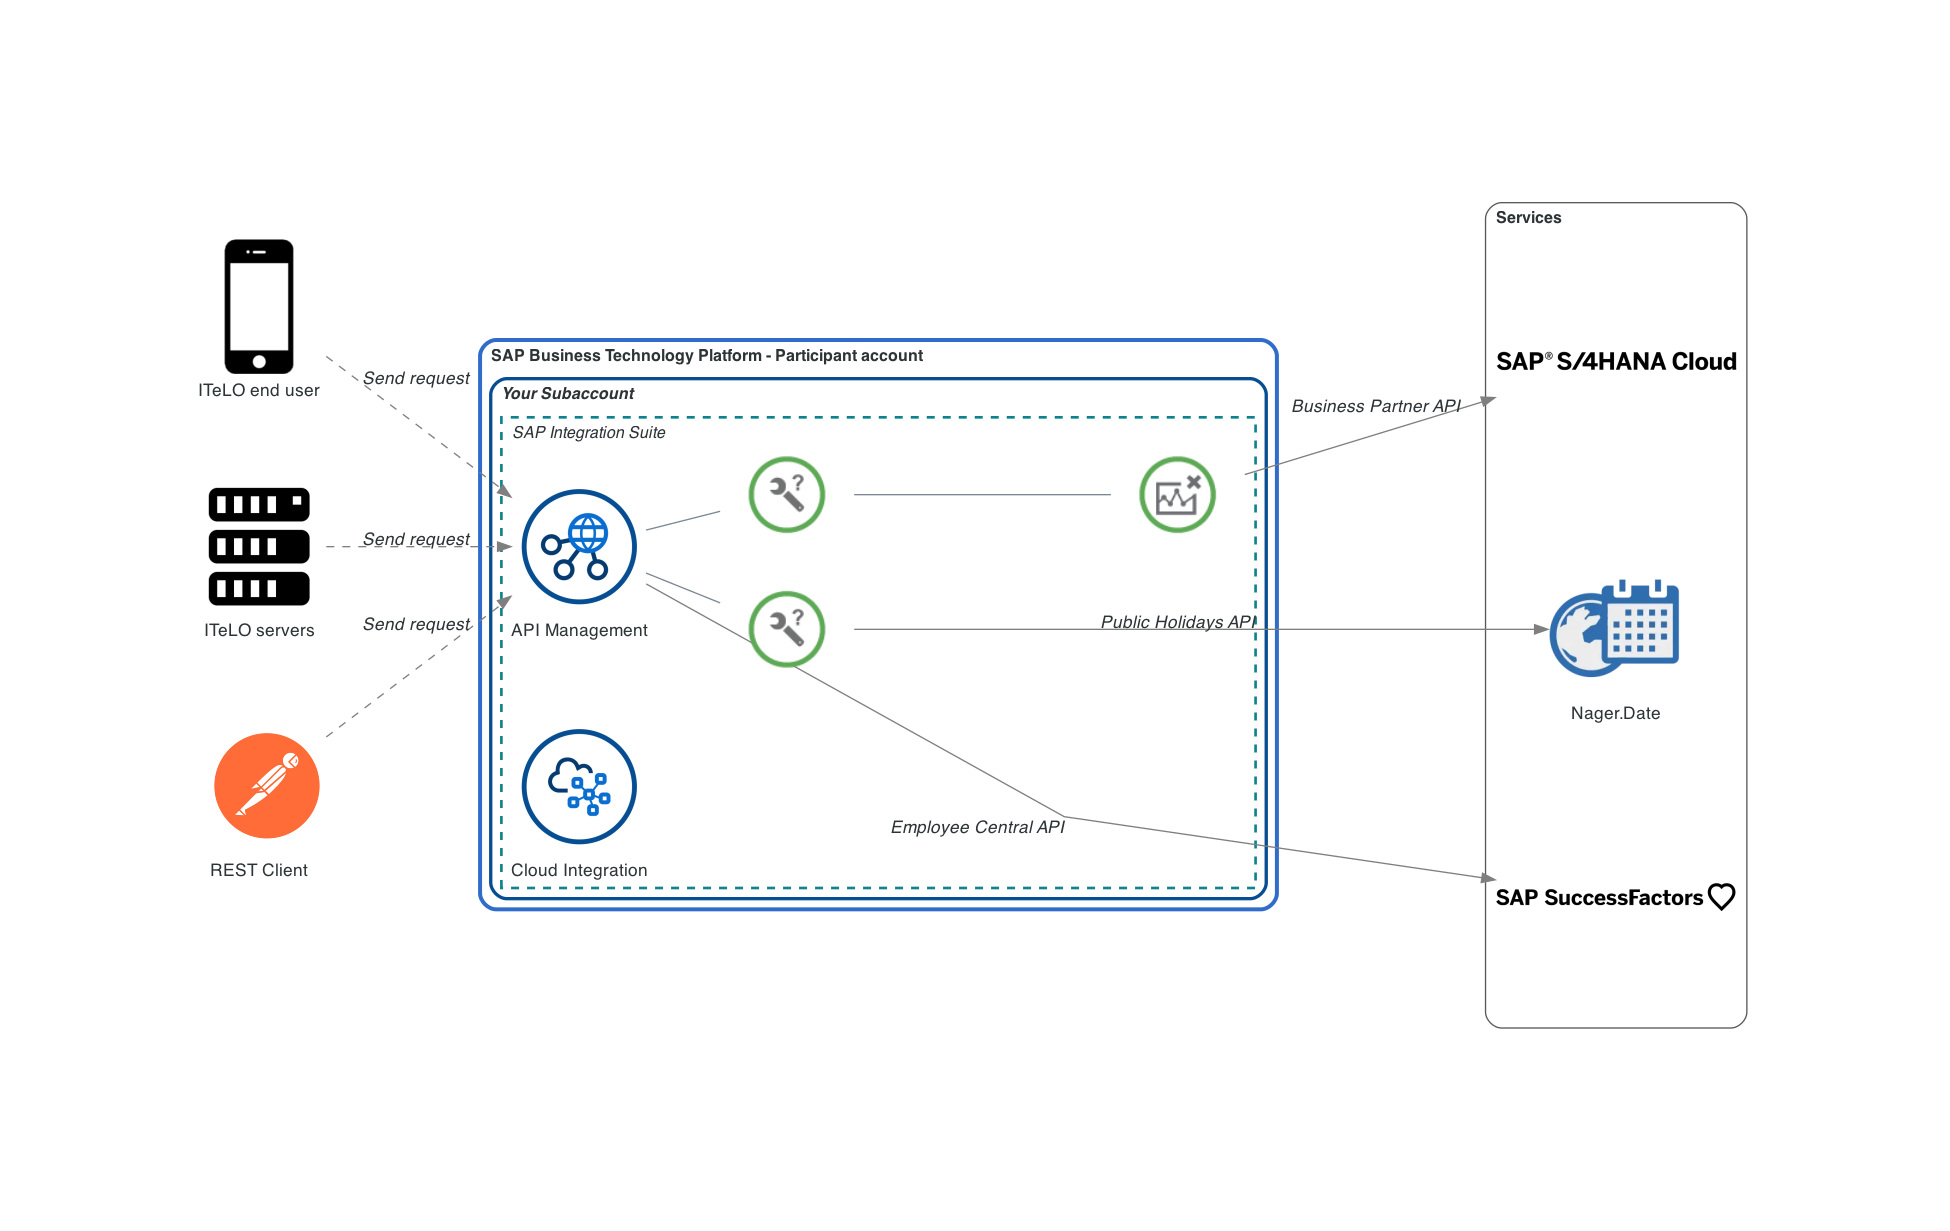 Services
SAP Business Technology Platform - Participant account
SAP® S/4HANA Cloud
Send request
ITeLO end user
Your Subaccount
Business Partner API
SAP Integration Suite
?
Send request
ITeLO servers
API Management
Send request
?
Public Holidays API
Nager.Date
Employee Central API
REST Client
Cloud Integration
SAP SuccessFactors